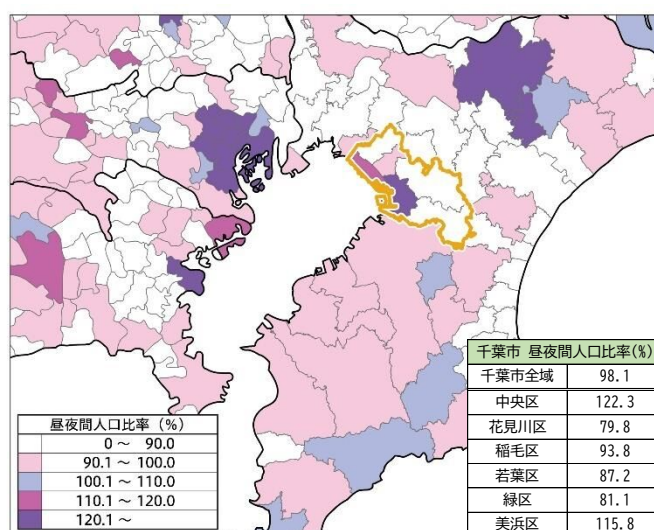 千葉市 昼夜間人口比率(%)
千葉市全域 98.1
中央区 122.3
花見川区 79.8
稲毛区 93.8
若葉区 87.2
緑区 81.1
美浜区 115.8
昼夜間人口比率（%）
0 ～ 90.0
90.1 ～ 100.0
100.1 ～ 110.0
110.1 ～ 120.0
120.1 ～